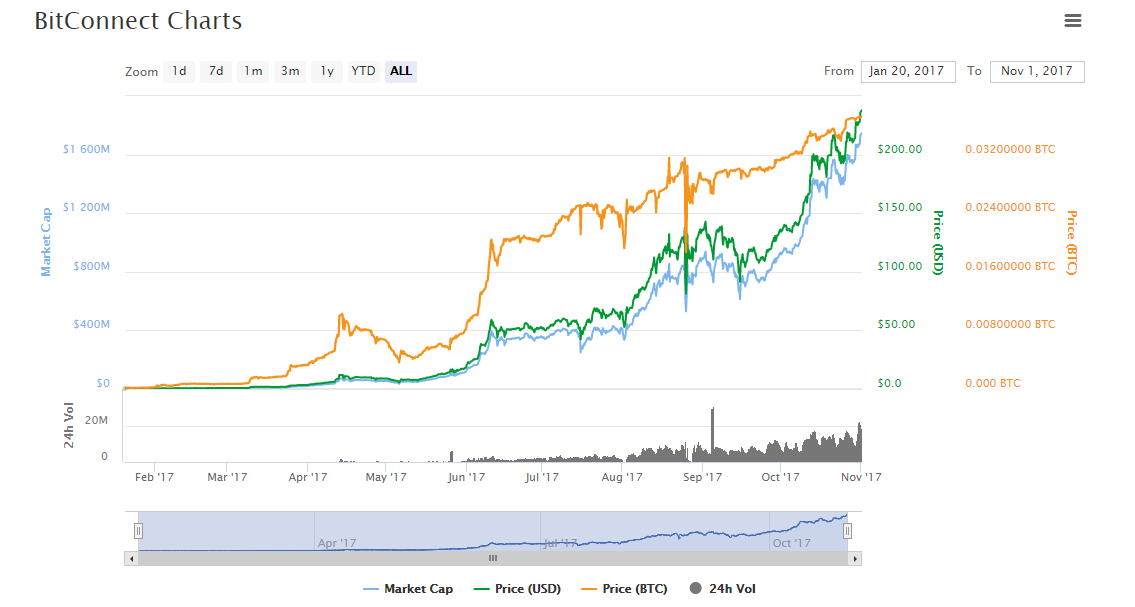 BitConnect Charts
Zoom 1d 7d 1m 3m 1y YTD ALL From Jan 20, 2017 To Nov 1, 2017
$1 600M $200.00 0.03200000 BTC
$1 200M $150.00 0.02400000 BTC
Market Cap Price (USD) Price (BTC)
$800M $100.00 0.01600000 BTC
$400M $50.00 0.00800000 BTC
$0 $0.0 0.000 BTC
24h Vol
20M
0
Feb '17 Mar '17 Apr '17 May '17 Jun '17 Jul '17 Aug '17 Sep '17 Oct '17 Nov '17
Apr '17 Jul '17 Oct '17
Market Cap Price (USD) Price (BTC) 24h Vol